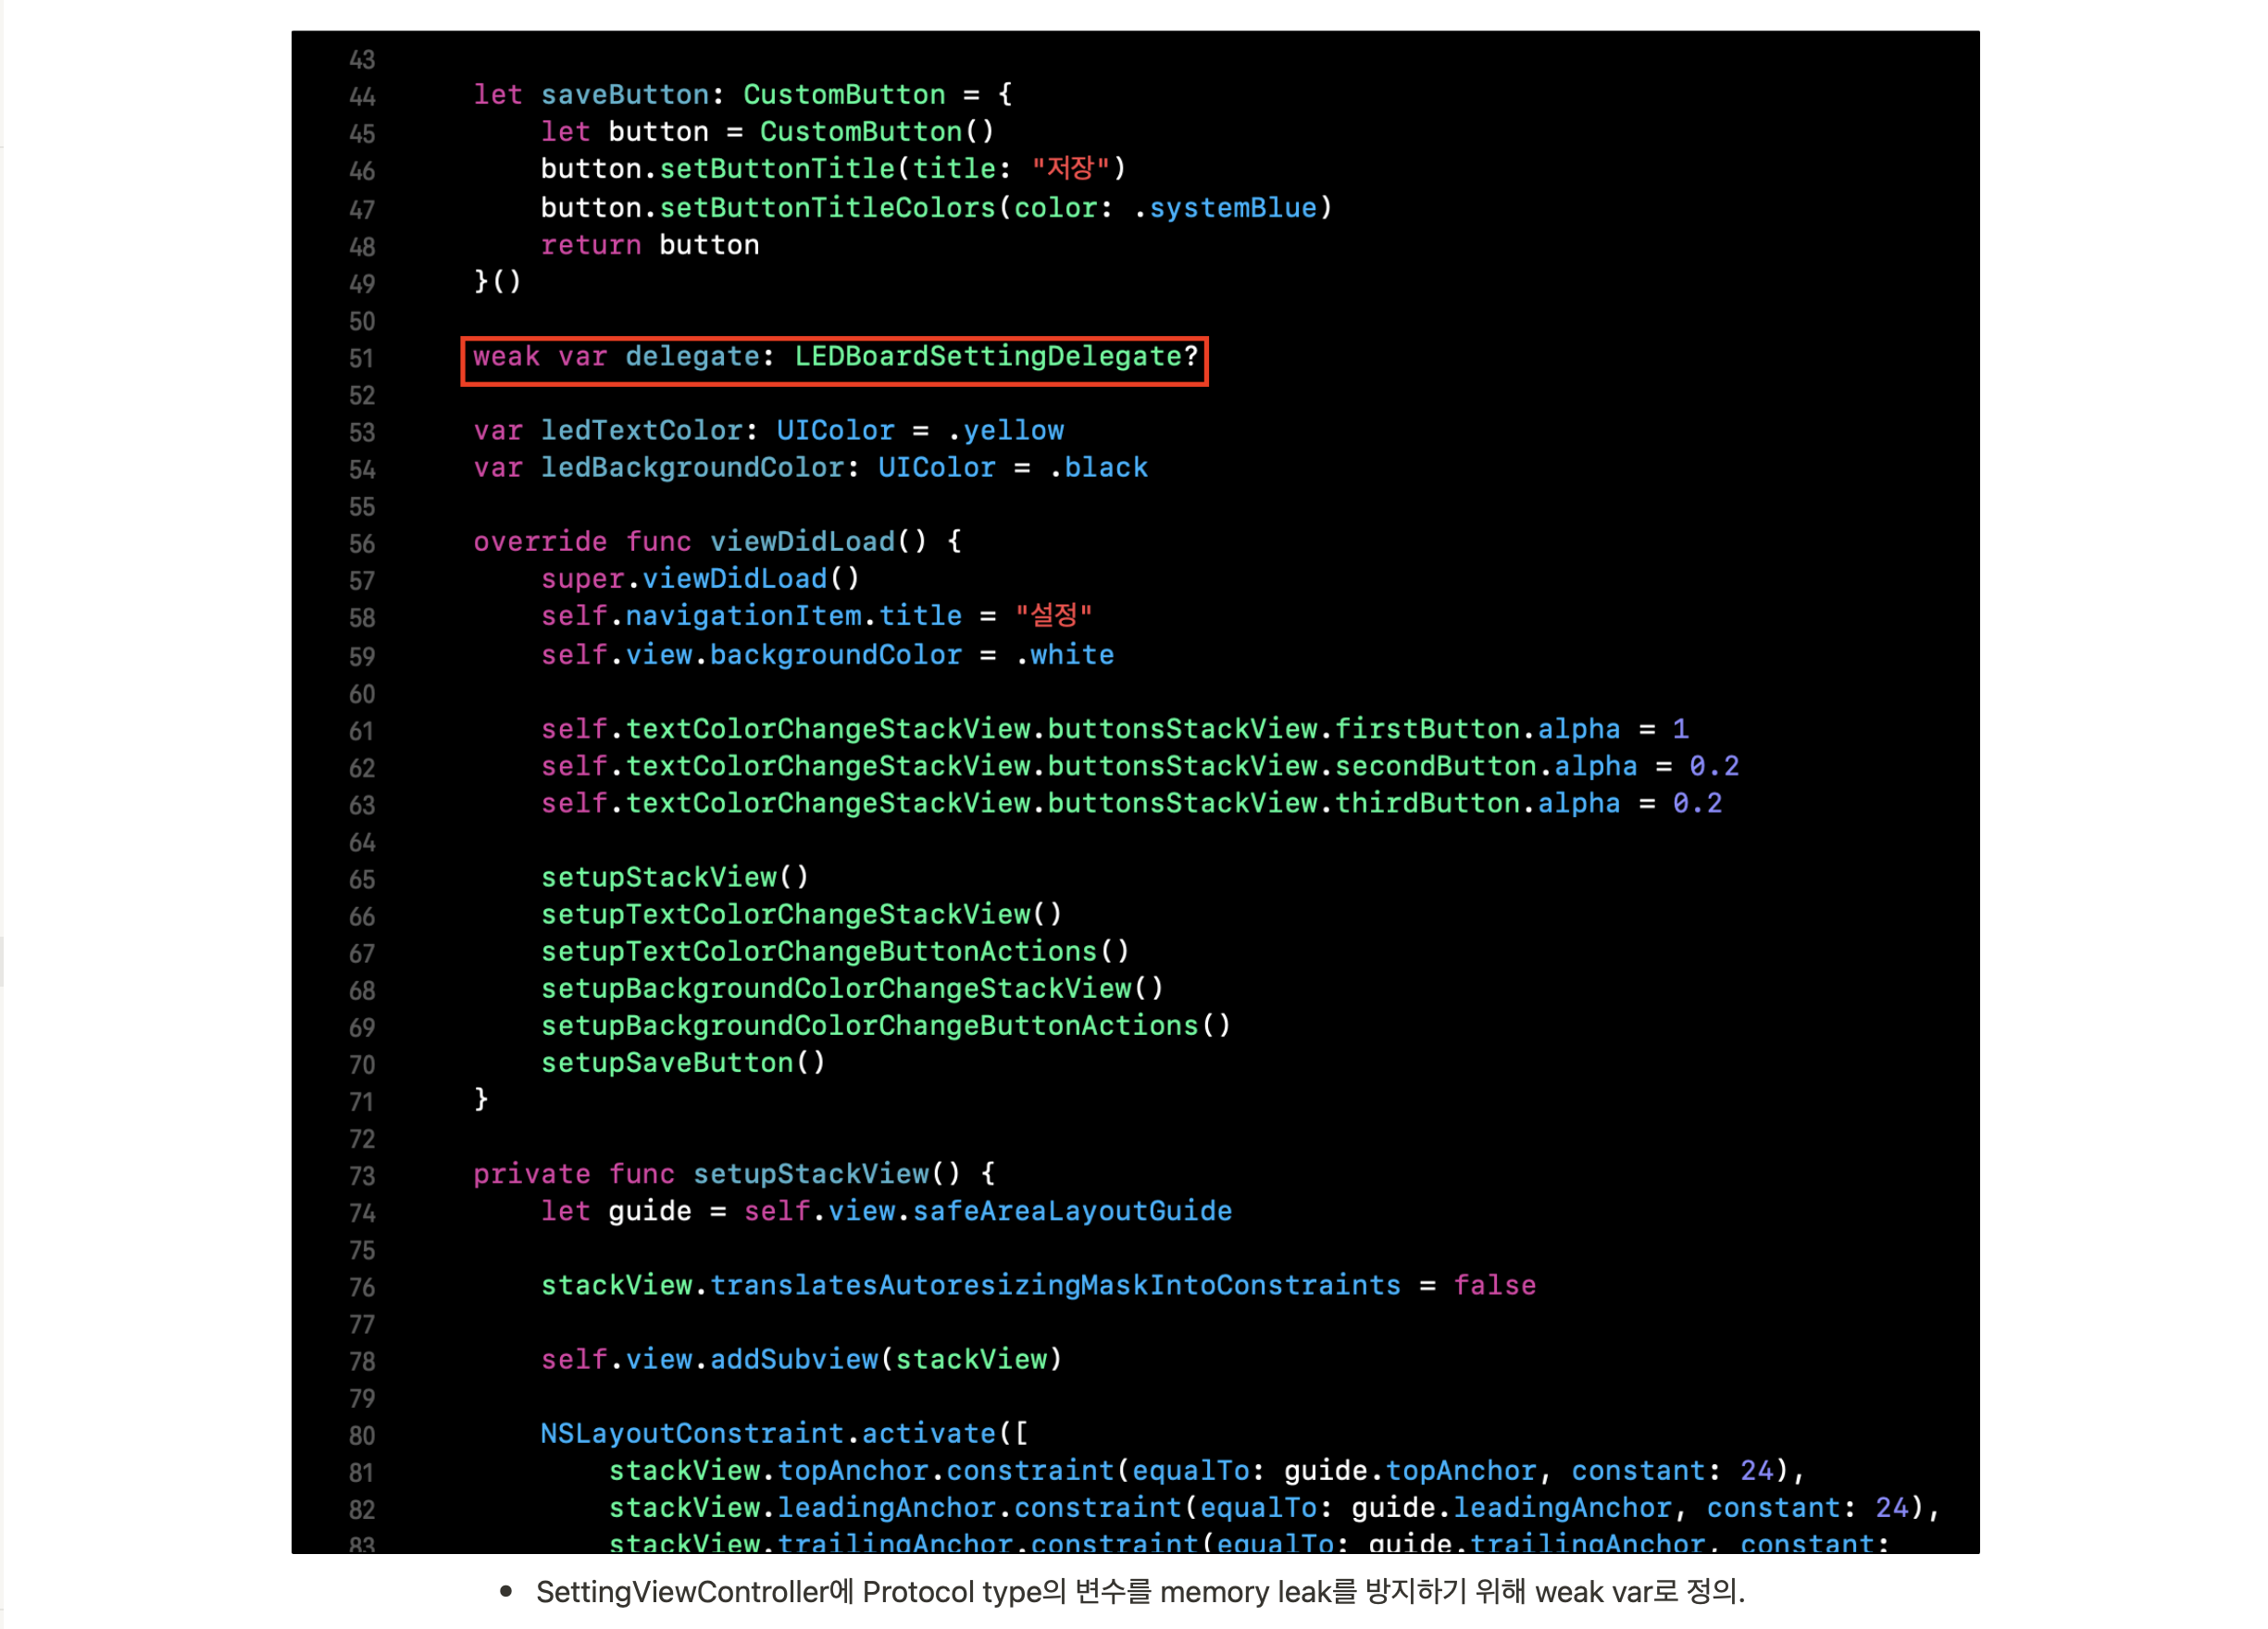 43
44 let saveButton: CustomButton = {
45 let button = CustomButton()
46 button.setButtonTitle(title: "저장")
47 button.setButtonTitleColors(color: .systemBlue)
48 return button
49 }()
50
51 weak var delegate: LEDBoardSettingDelegate?
52
53 var ledTextColor: UIColor = .yellow
54 var ledBackgroundColor: UIColor = .black
55
56 override func viewDidLoad() {
57 super.viewDidLoad()
58 self.navigationItem.title = "설정"
59 self.view.backgroundColor = .white
60
61 self.textColorChangeStackView.buttonsStackView.firstButton.alpha = 1
62 self.textColorChangeStackView.buttonsStackView.secondButton.alpha = 0.2
63 self.textColorChangeStackView.buttonsStackView.thirdButton.alpha = 0.2
64
65 setupStackView()
66 setupTextColorChangeStackView()
67 setupTextColorChangeButtonActions()
68 setupBackgroundColorChangeStackView()
69 setupBackgroundColorChangeButtonActions()
70 setupSaveButton()
71 }
72
73 private func setupStackView() {
74 let guide = self.view.safeAreaLayoutGuide
75
76 stackView.translatesAutoresizingMaskIntoConstraints = false
77
78 self.view.addSubview(stackView)
79
80 NSLayoutConstraint.activate([
81 stackView.topAnchor.constraint(equalTo: guide.topAnchor, constant: 24),
82 stackView.leadingAnchor.constraint(equalTo: guide.leadingAnchor, constant: 24),
83 stackView.trailingAnchor.constraint(equalTo: guide.trailingAnchor, constant:
• SettingViewController에 Protocol type의 변수를 memory leak를 방지하기 위해 weak var로 정의.